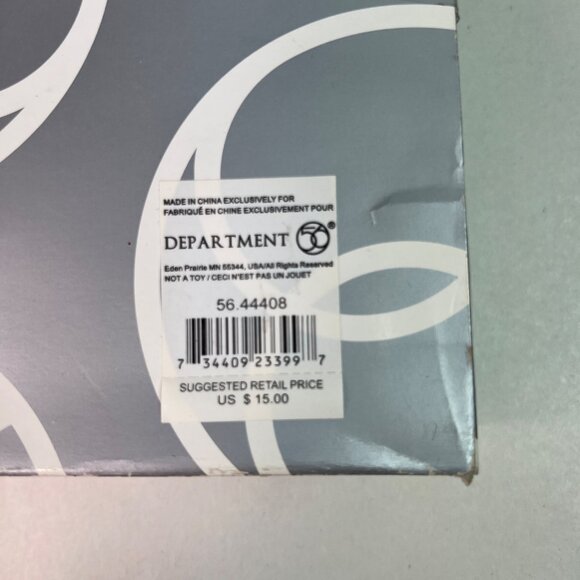 MADE IN CHINA EXCLUSIVELY FOR
FABRIQUÉ EN CHINE EXCLUSIVEMENT POUR
DEPARTMENT 56®
Eden Prairie MN 55344, USA/All Rights Reserved
NOT A TOY / CECI N'EST PAS UN JOUET
56.44408
7 34409 23399 7
SUGGESTED RETAIL PRICE
US $ 15.00